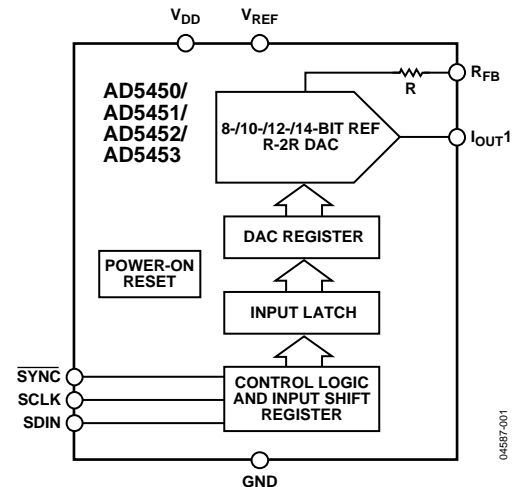 VDD
VREF
AD5450/
AD5451/
AD5452/
AD5453
8-/10-/12-/14-BIT REF
R-2R DAC
R
RFB
IOUT1
DAC REGISTER
POWER-ON
RESET
INPUT LATCH
SYNC
SCLK
SDIN
CONTROL LOGIC
AND INPUT SHIFT
REGISTER
GND
04587-001